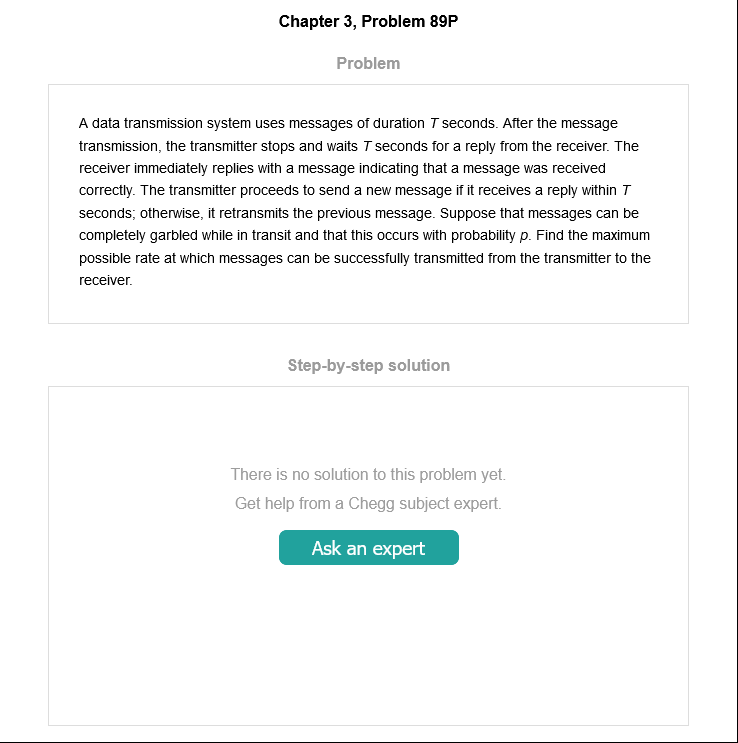 Chapter 3, Problem 89P
Problem
A data transmission system uses messages of duration T seconds. After the message
transmission, the transmitter stops and waits T seconds for a reply from the receiver. The
receiver immediately replies with a message indicating that a message was received
correctly. The transmitter proceeds to send a new message if it receives a reply within T
seconds; otherwise, it retransmits the previous message. Suppose that messages can be
completely garbled while in transit and that this occurs with probability p. Find the maximum
possible rate at which messages can be successfully transmitted from the transmitter to the
receiver.
Step-by-step solution
There is no solution to this problem yet.
Get help from a Chegg subject expert.
Ask an expert